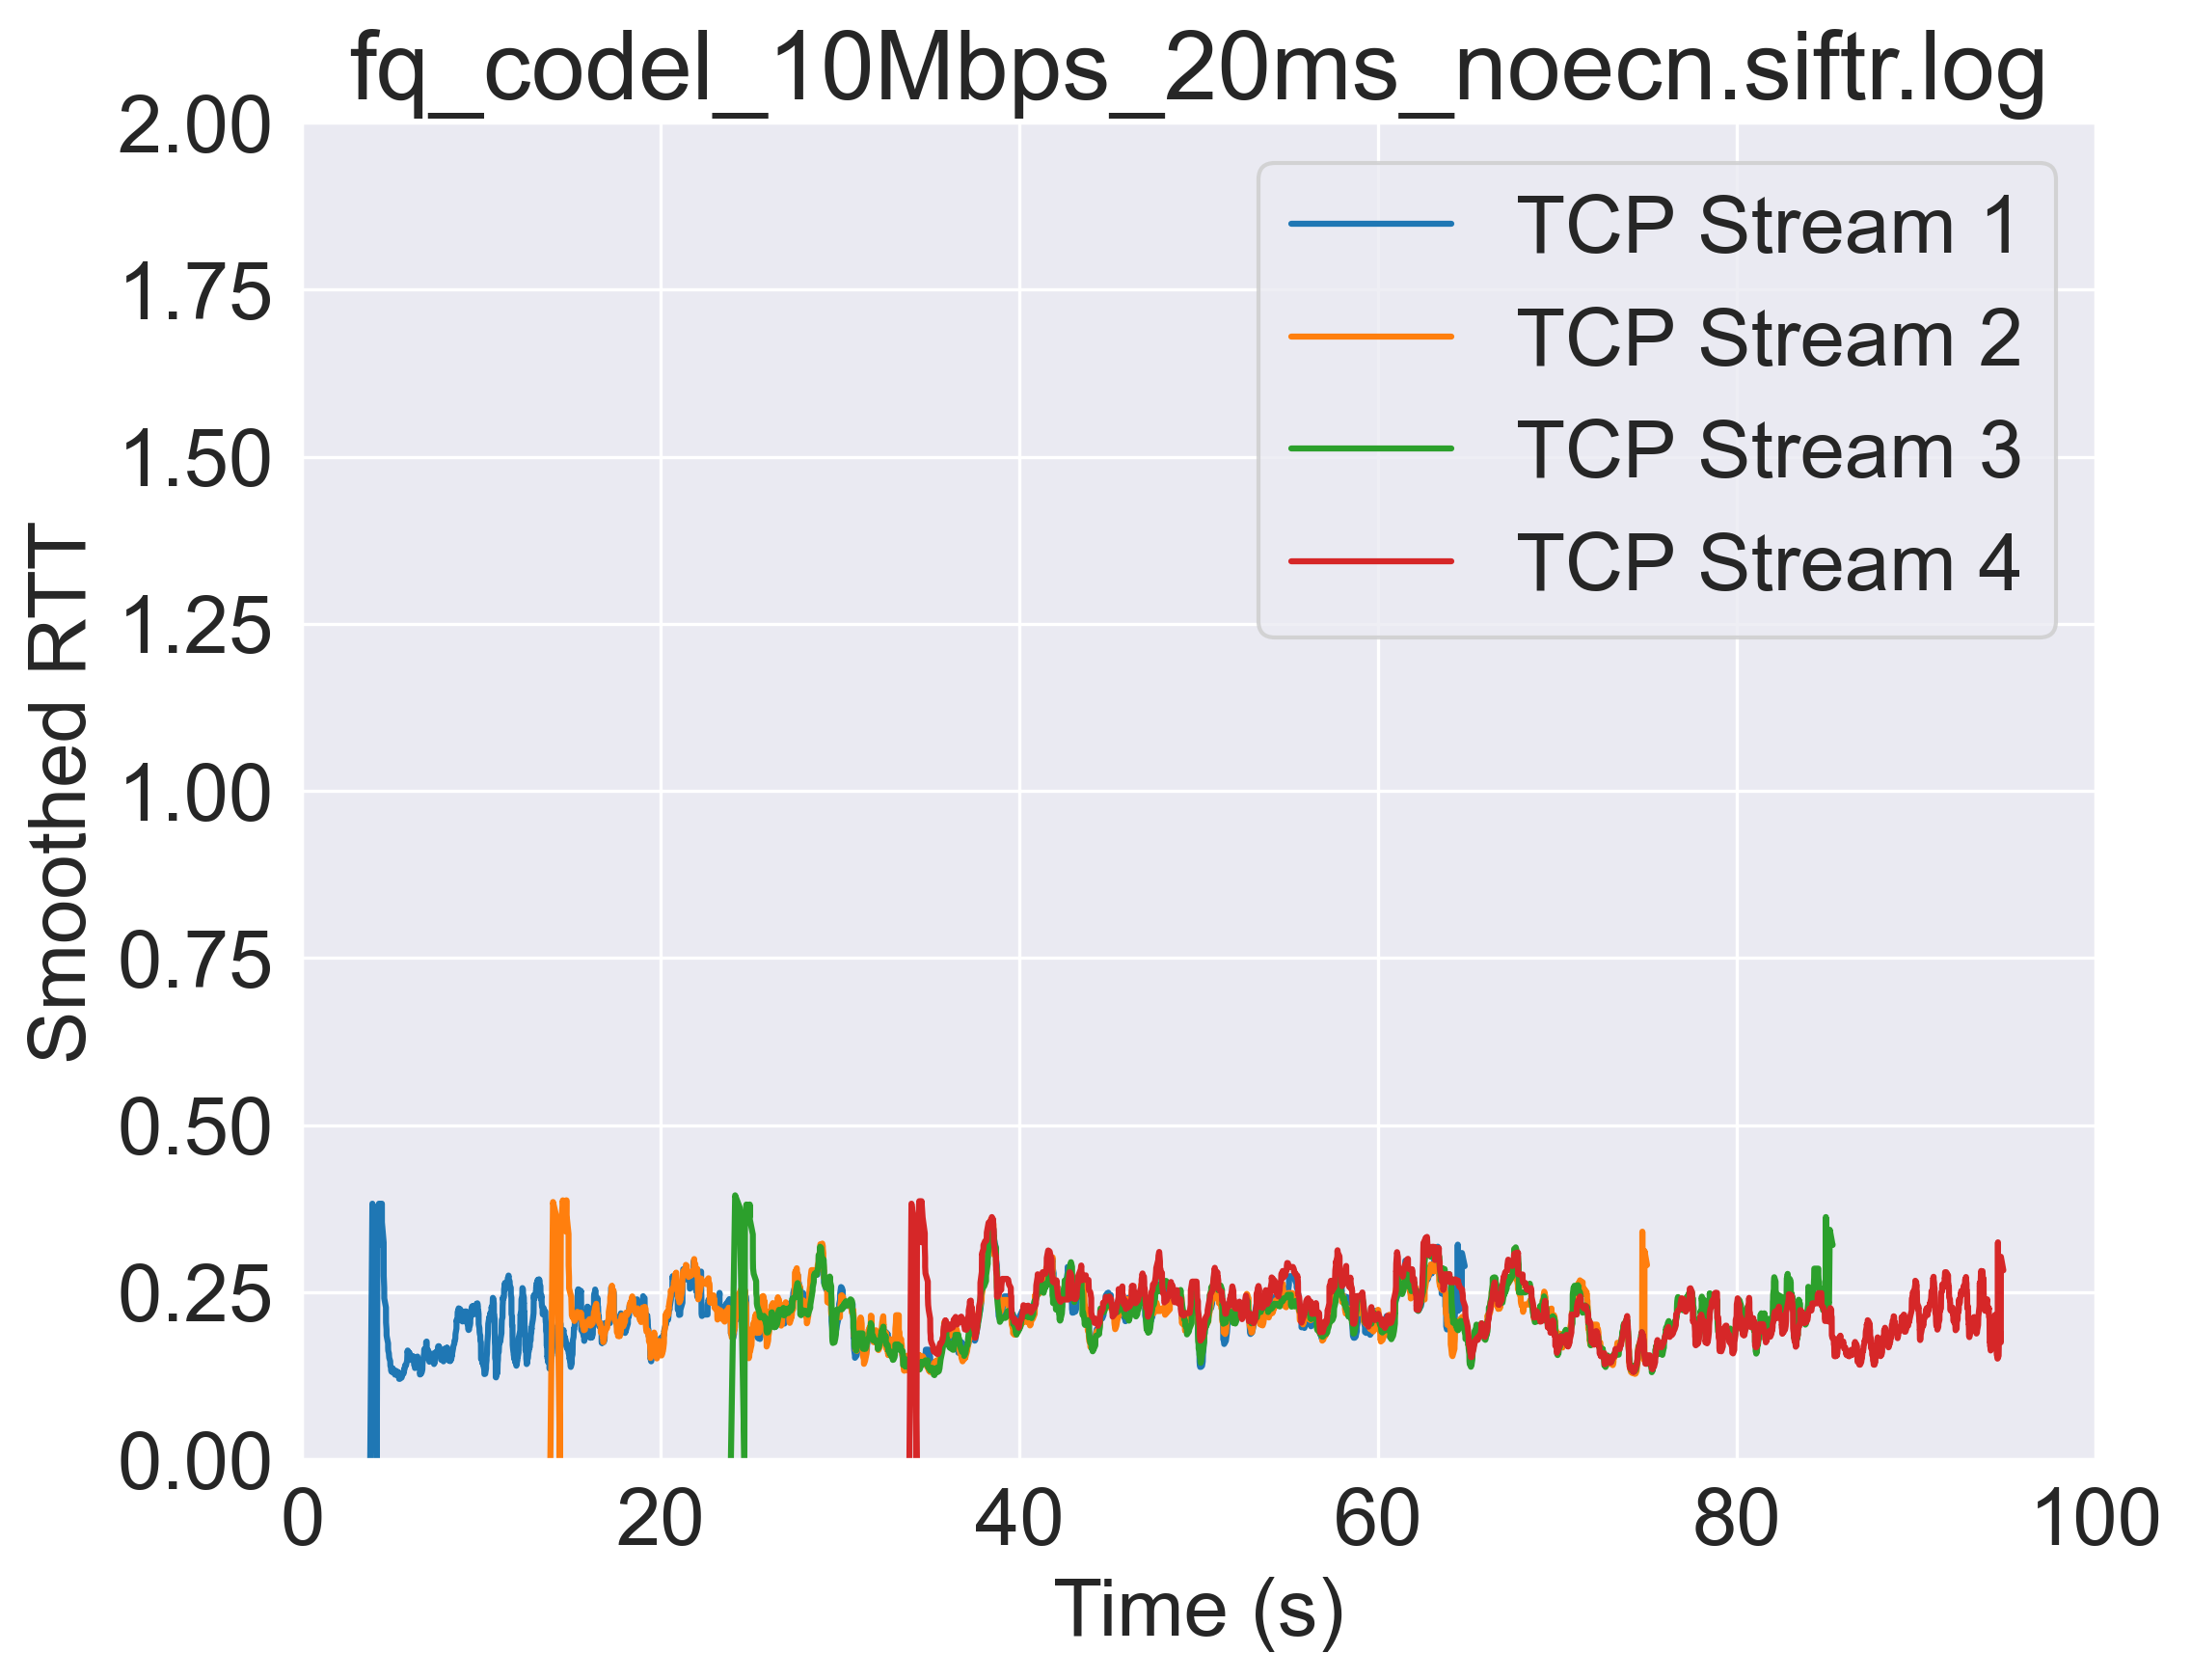 fq_codel_10Mbps_20ms_noecn.siftr.log
2.00
1.75
1.50
1.25
1.00
0.75
0.50
0.25
0.00
Smoothed RTT
TCP Stream 1
TCP Stream 2
TCP Stream 3
TCP Stream 4
0 20 40 60 80 100
Time (s)